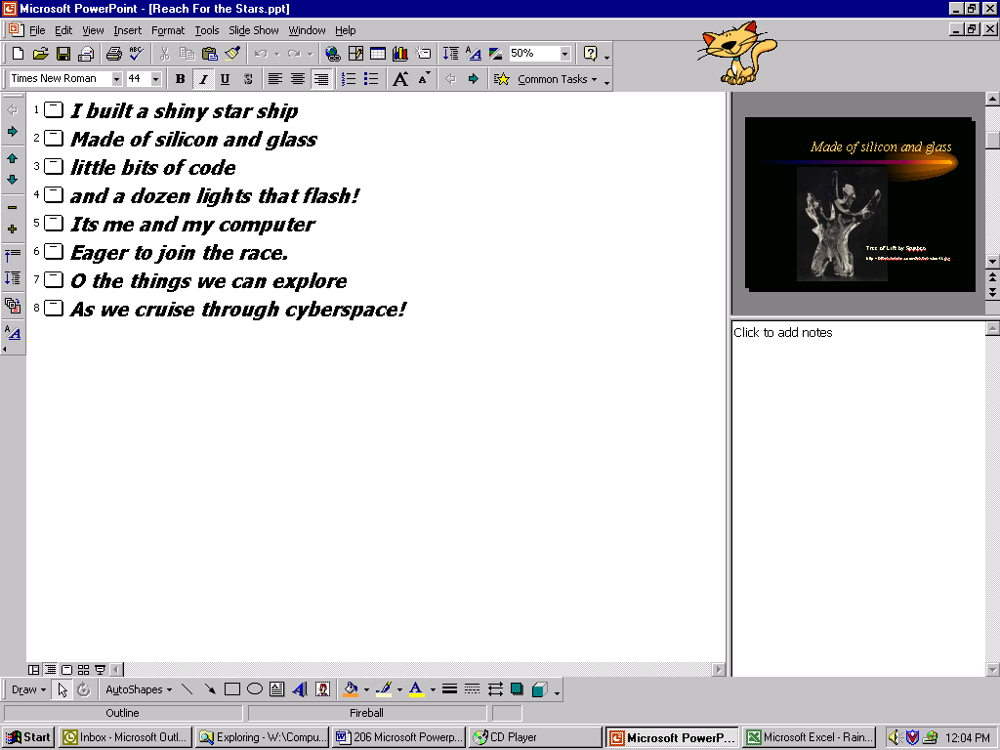 Microsoft PowerPoint - [Reach For the Stars.ppt]
File Edit View Insert Format Tools Slide Show Window Help
50%
Times New Roman 44 B I U S A A Common Tasks
1 I built a shiny star ship
2 Made of silicon and glass
3 little bits of code
4 and a dozen lights that flash!
5 Its me and my computer
6 Eager to join the race.
7 O the things we can explore
8 As we cruise through cyberspace!
Made of silicon and glass
Tree of Life by
Click to add notes
Draw AutoShapes
Outline Fireball
Start Inbox - Microsoft Outl... Exploring - W:\Compu... 206 Microsoft Powerp... CD Player Microsoft PowerP... Microsoft Excel - Rain... 12:04 PM